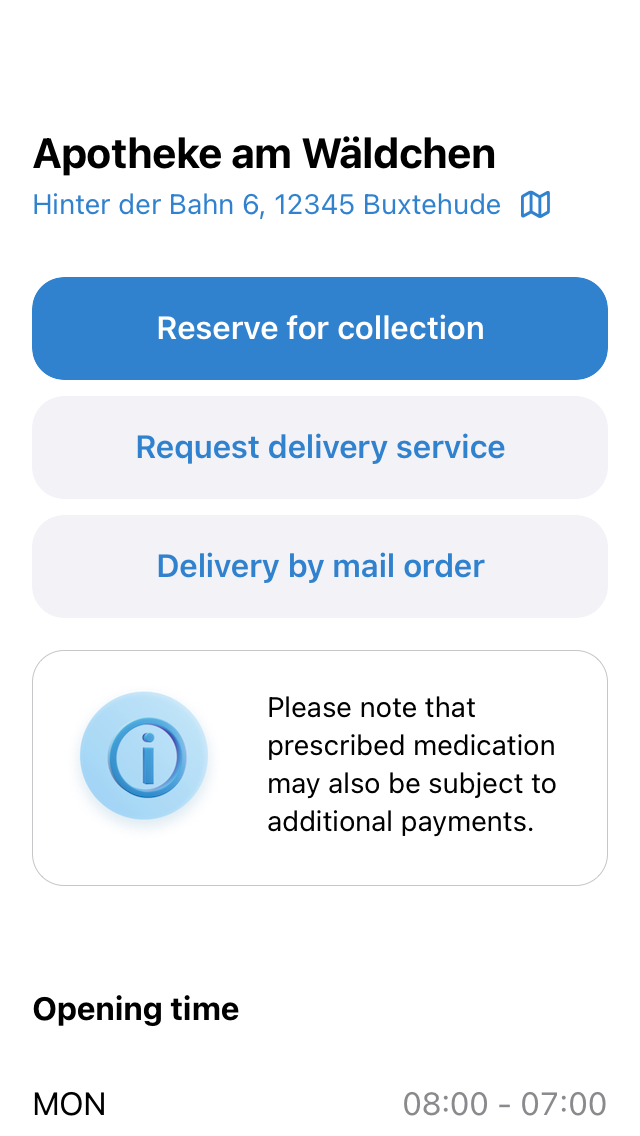 Apotheke am Wäldchen
Hinter der Bahn 6, 12345 Buxtehude
Reserve for collection
Request delivery service
Delivery by mail order
Please note that
prescribed medication
may also be subject to
additional payments.
Opening time
MON 08:00 - 07:00